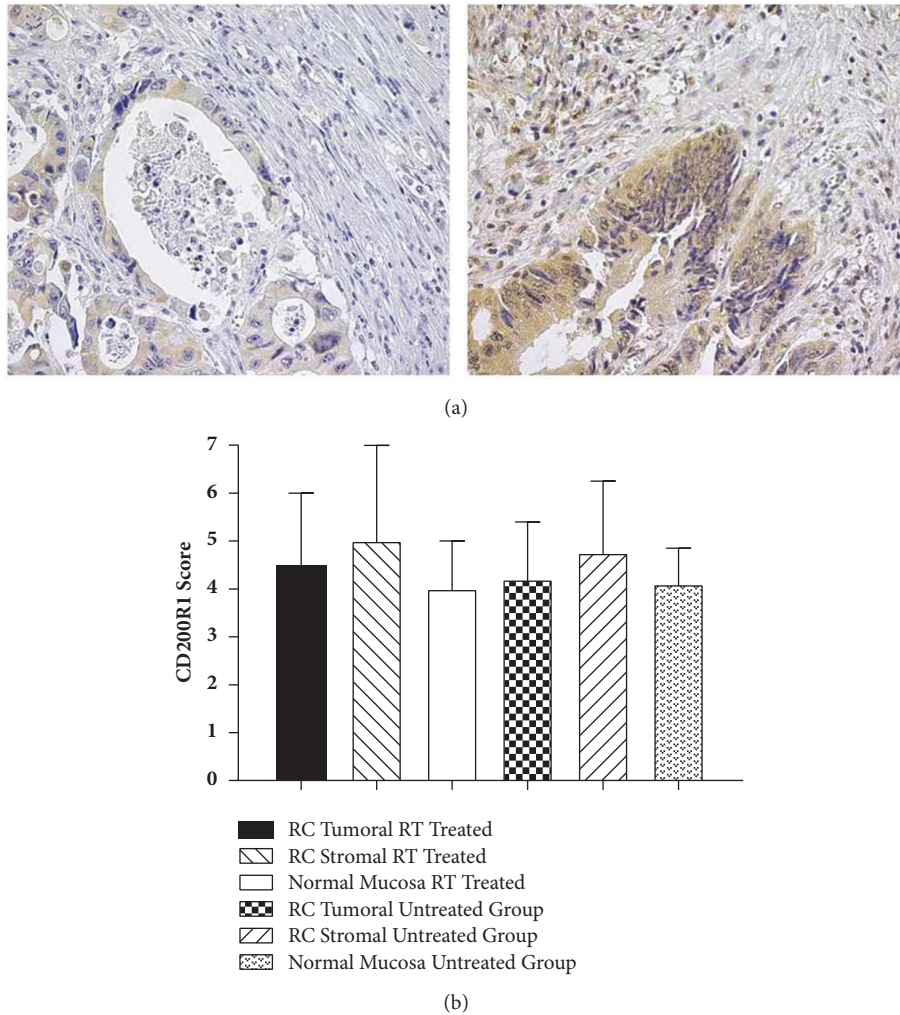 (a)
7
6
5
4
3
2
1
0
CD200R1 Score
RC Tumoral RT Treated
RC Stromal RT Treated
Normal Mucosa RT Treated
RC Tumoral Untreated Group
RC Stromal Untreated Group
Normal Mucosa Untreated Group
(b)